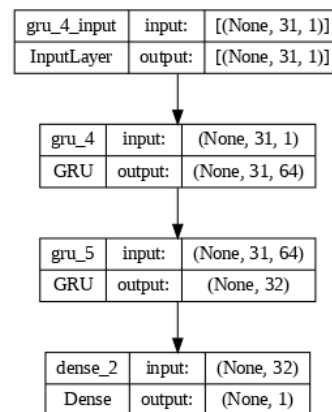 gru_4_input input: [(None, 31, 1)]
InputLayer output: [(None, 31, 1)]
gru_4 input: (None, 31, 1)
GRU output: (None, 31, 64)
gru_5 input: (None, 31, 64)
GRU output: (None, 32)
dense_2 input: (None, 32)
Dense output: (None, 1)